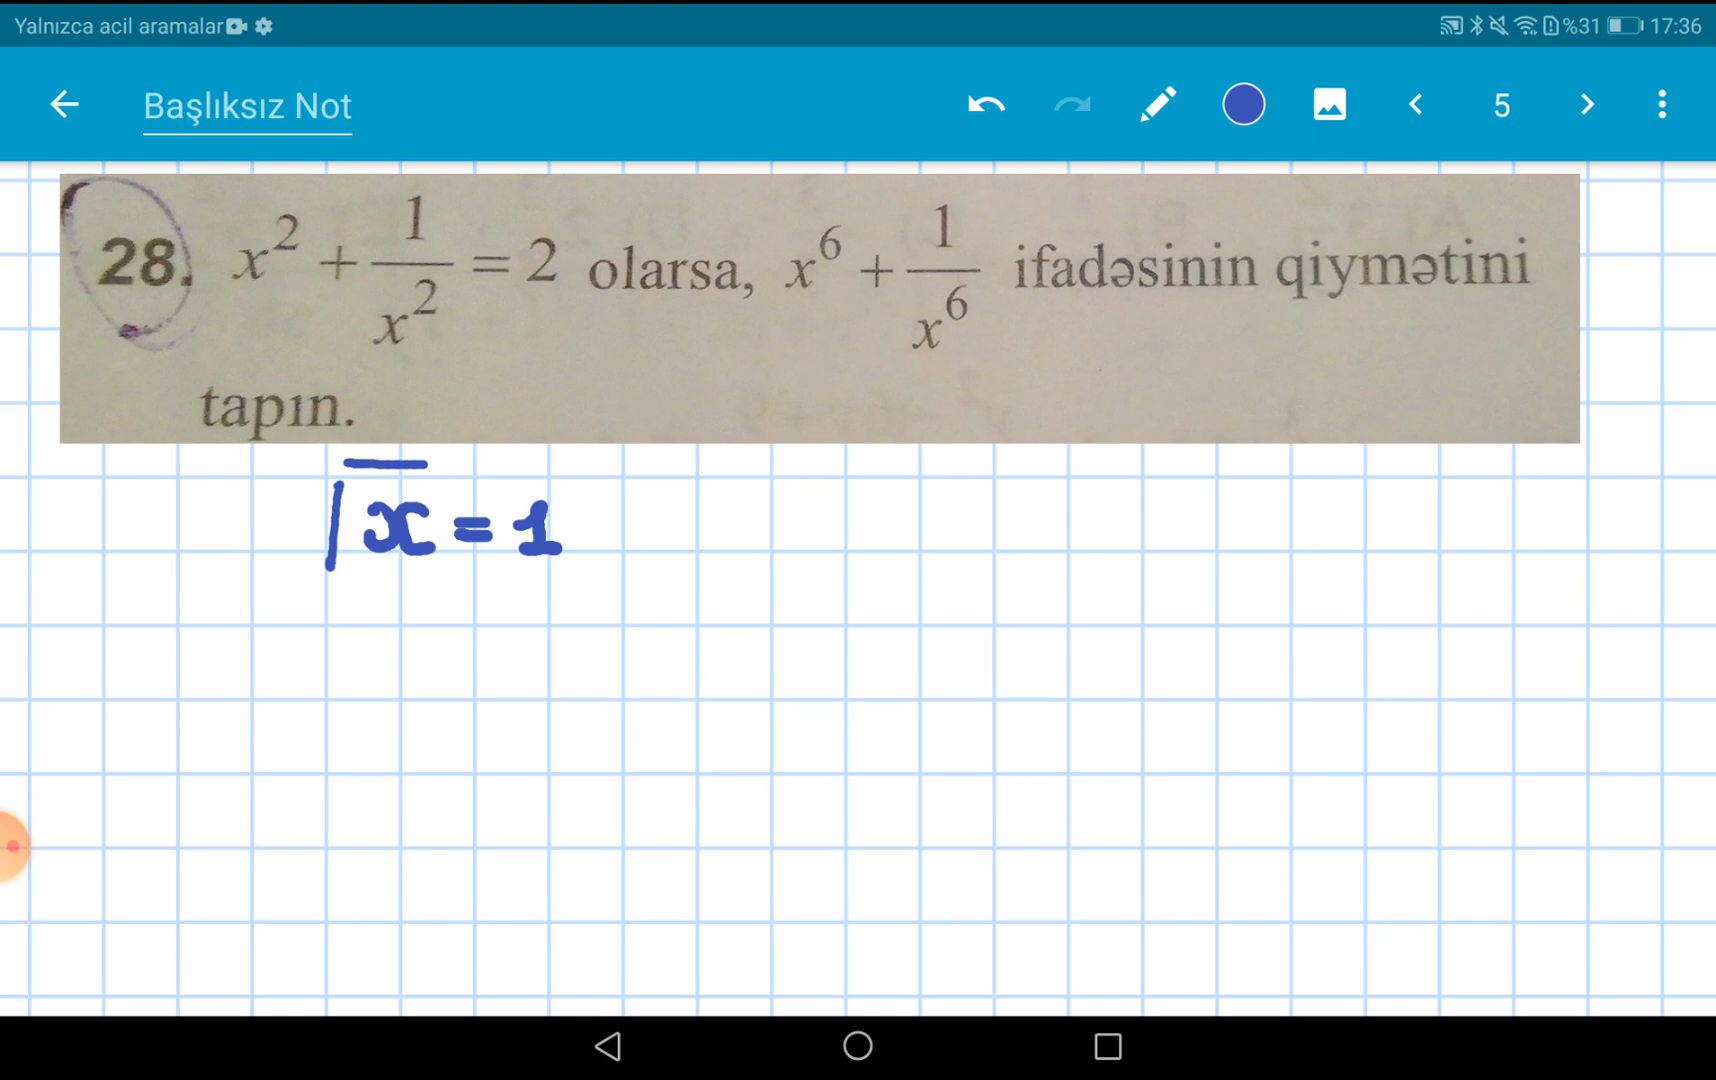 Yalnızca acil aramalar %31 17:36
Başlıksız Not 5
28. x² + 1/x² = 2 olarsa, x⁶ + 1/x⁶ ifadəsinin qiymətini
tapın.
x = 1